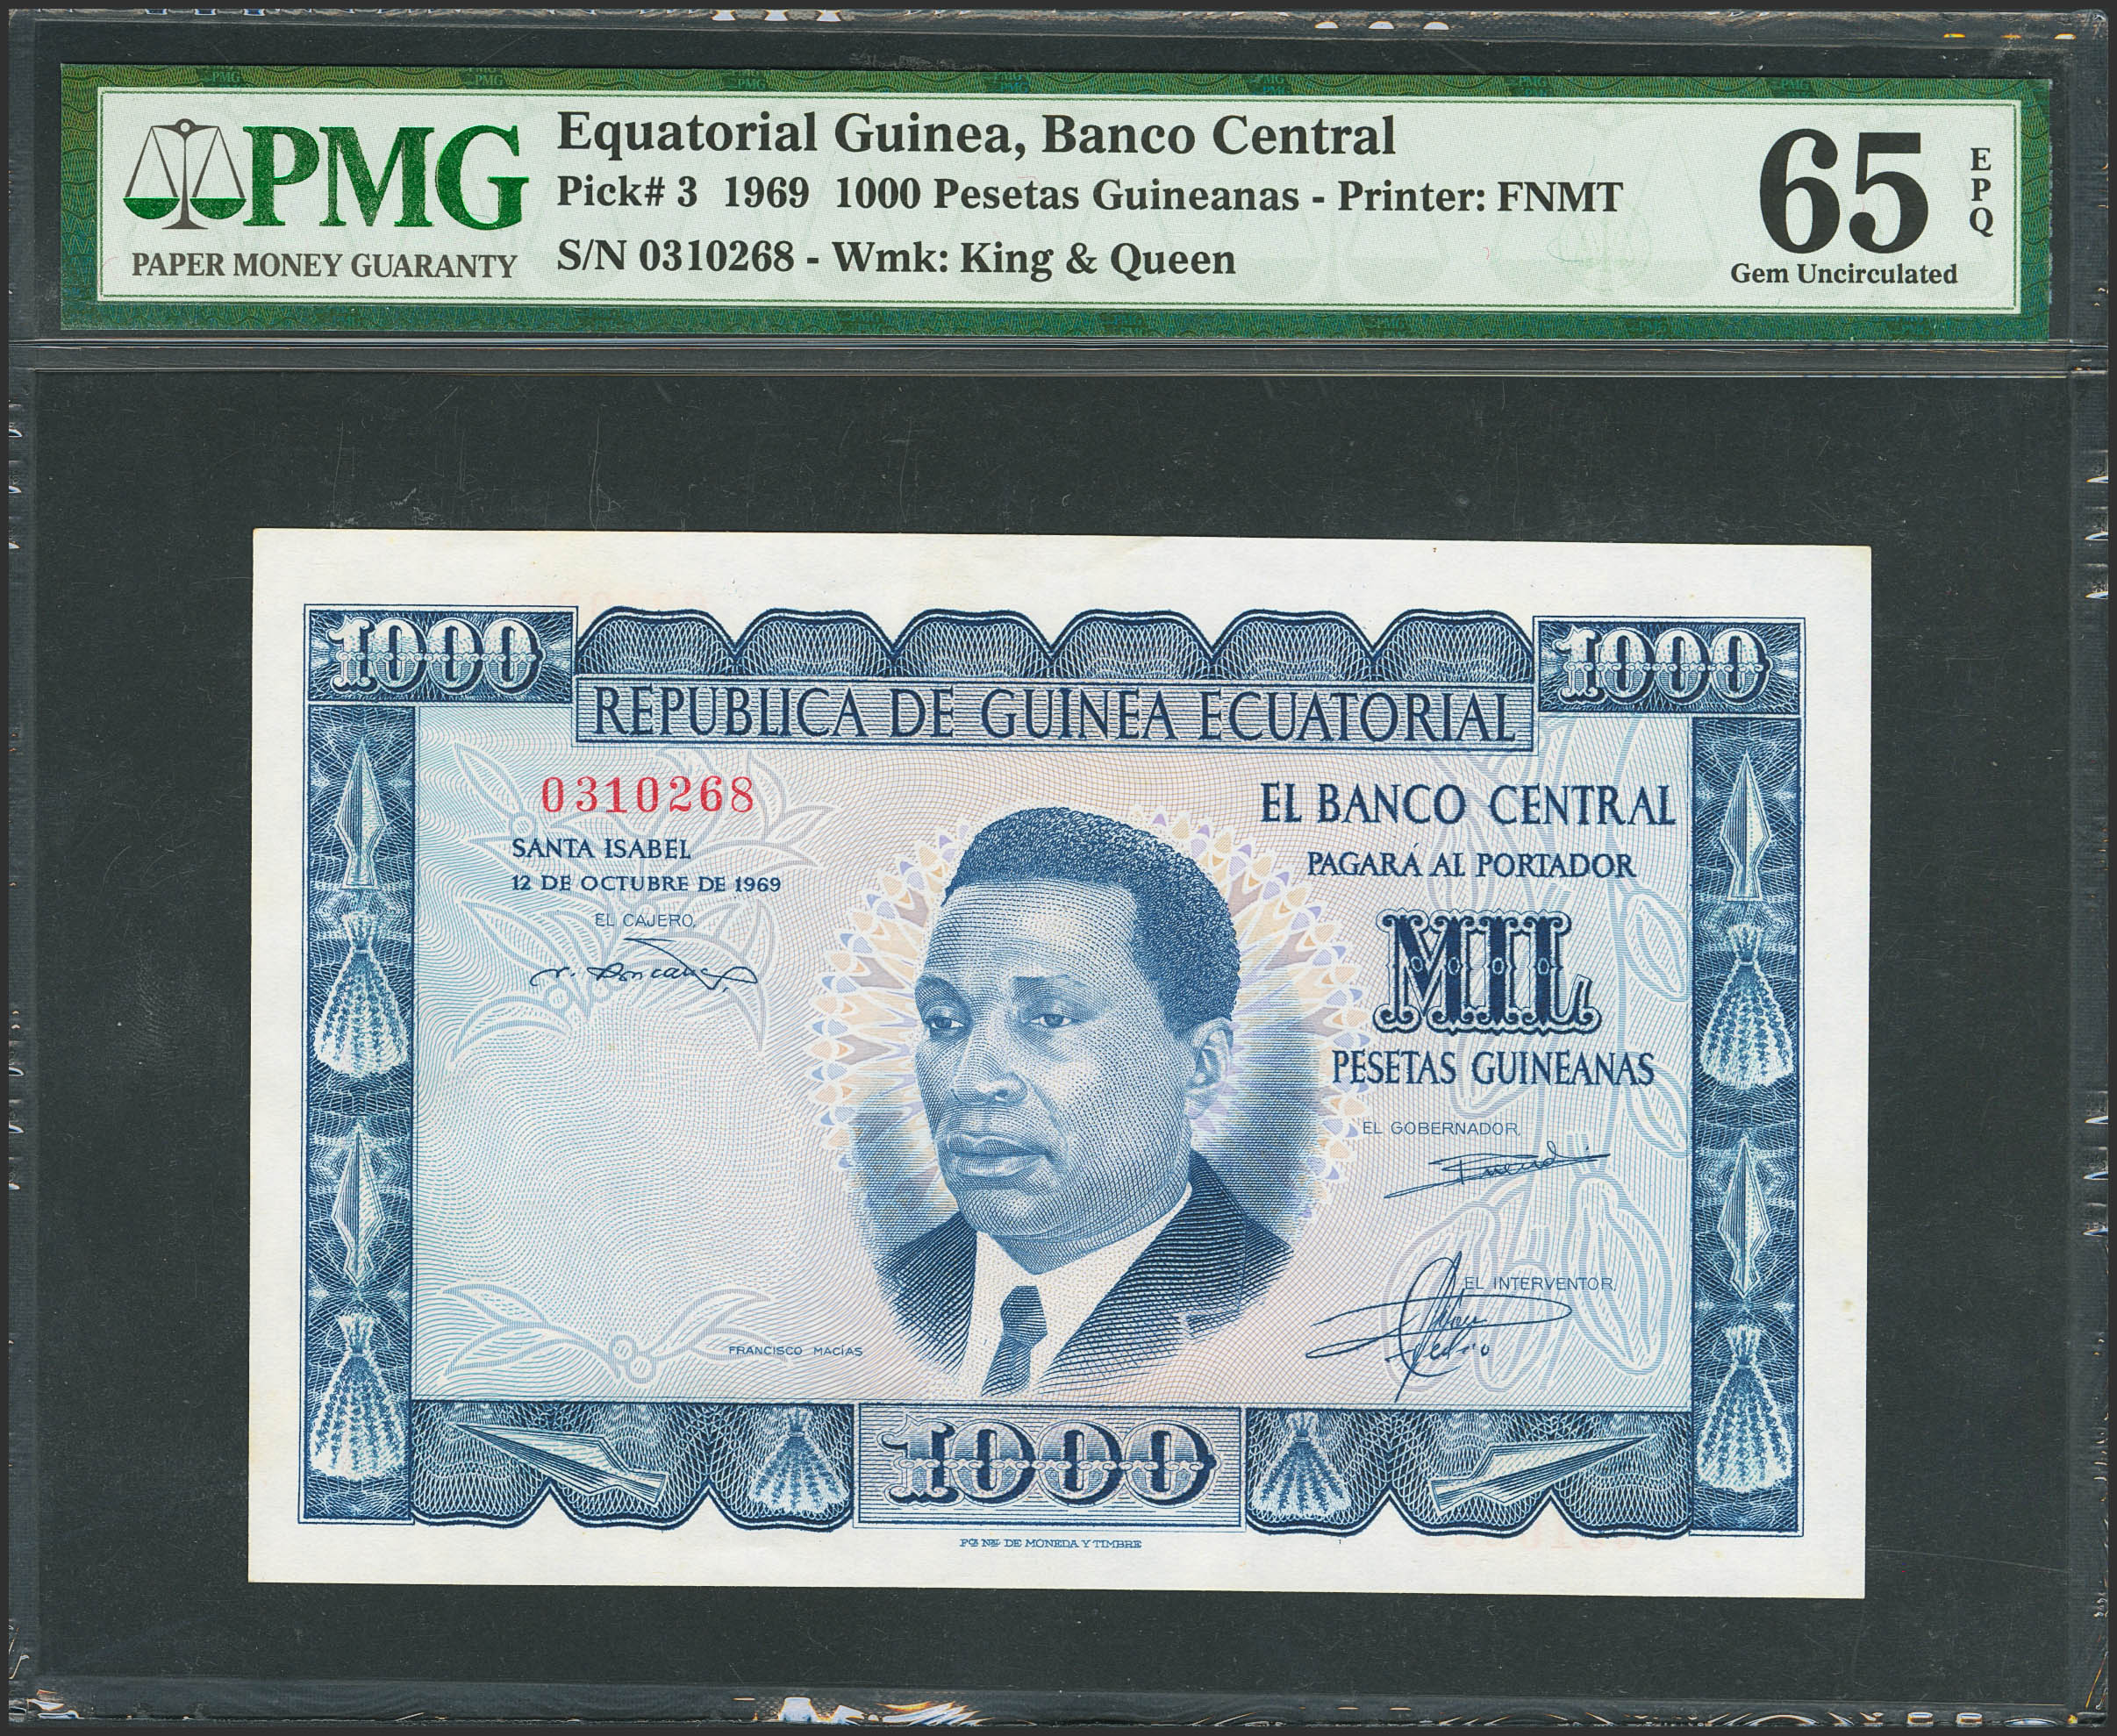 PMG
PAPER MONEY GUARANTY
Equatorial Guinea, Banco Central
Pick# 3 1969 1000 Pesetas Guineanas - Printer: FNMT
S/N 0310268 - Wmk: King & Queen
65
EPQ
Gem Uncirculated
1000
1000
REPUBLICA DE GUINEA ECUATORIAL
0310268
SANTA ISABEL
12 DE OCTUBRE DE 1969
EL CAJERO,
EL BANCO CENTRAL
PAGARÁ AL PORTADOR
MIL
PESETAS GUINEANAS
EL GOBERNADOR,
EL INTERVENTOR,
FRANCISCO MACÍAS
1000
DE MONEDA Y TIMBRE